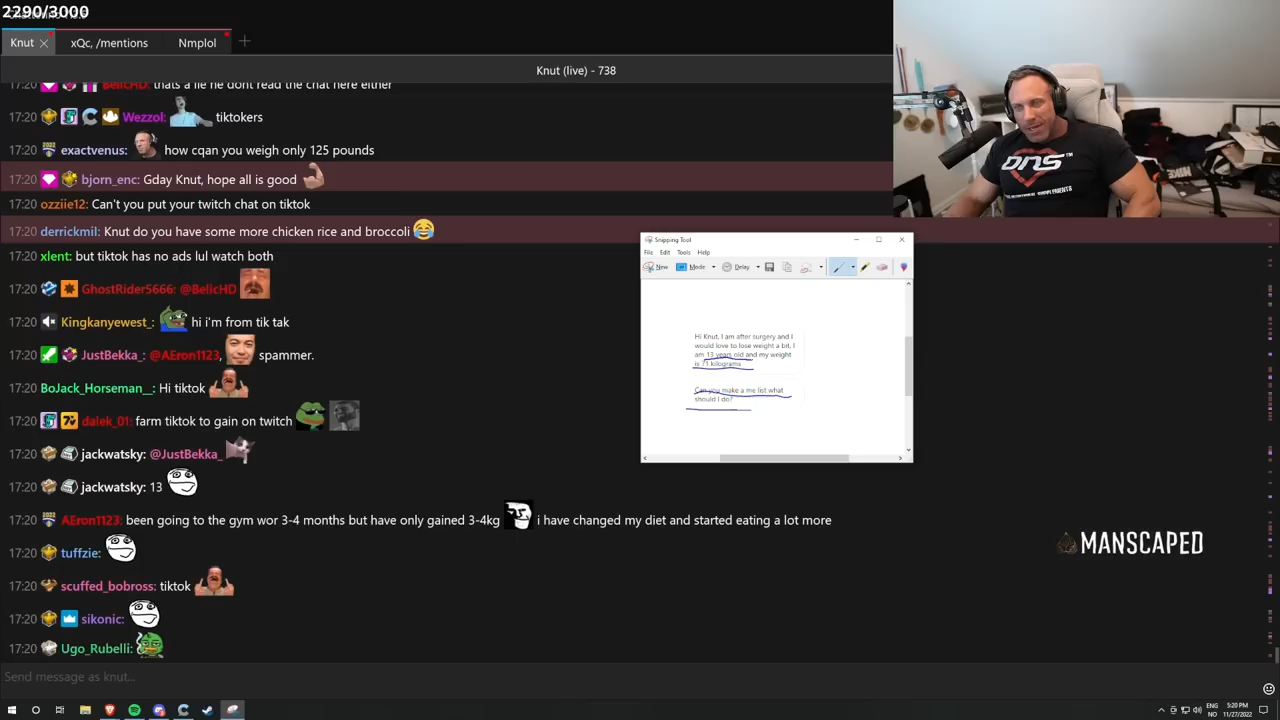 2290/3000
Knut
xQc, /mentions
Nmplol
Knut (live) - 738
BelicHD: thats a lie he dont read the chat here either
17:20 Wezzol: tiktokers
17:20 exactvenus: how cqan you weigh only 125 pounds
17:20 bjorn_enc: Gday Knut, hope all is good
17:20 ozziie12: Can't you put your twitch chat on tiktok
17:20 derrickmil: Knut do you have some more chicken rice and broccoli
17:20 xlent: but tiktok has no ads lul watch both
17:20 GhostRider5666: @BelicHD
17:20 Kingkanyewest_: hi i'm from tik tak
17:20 JustBekka_: @AEron1123, spammer.
17:20 BoJack_Horseman__: Hi tiktok
17:20 dalek_01: farm tiktok to gain on twitch
17:20 jackwatsky: @JustBekka_
17:20 jackwatsky: 13
17:20 AEron1123: been going to the gym wor 3-4 months but have only gained 3-4kg i have changed my diet and started eating a lot more
17:20 tuffzie:
17:20 scuffed_bobross: tiktok
17:20 sikonic:
17:20 Ugo_Rubelli:
Send message as knut...
DNS™
Snipping Tool
File Edit Tools Help
New Mode Delay
Hi Knut, I am after surgery and I
would love to lose weight a bit, I
am 13 years old and my weight
is 71 kilograms
Can you make a me list what
should I do?
MANSCAPED
ENG
NO
5:20 PM
11/27/2022